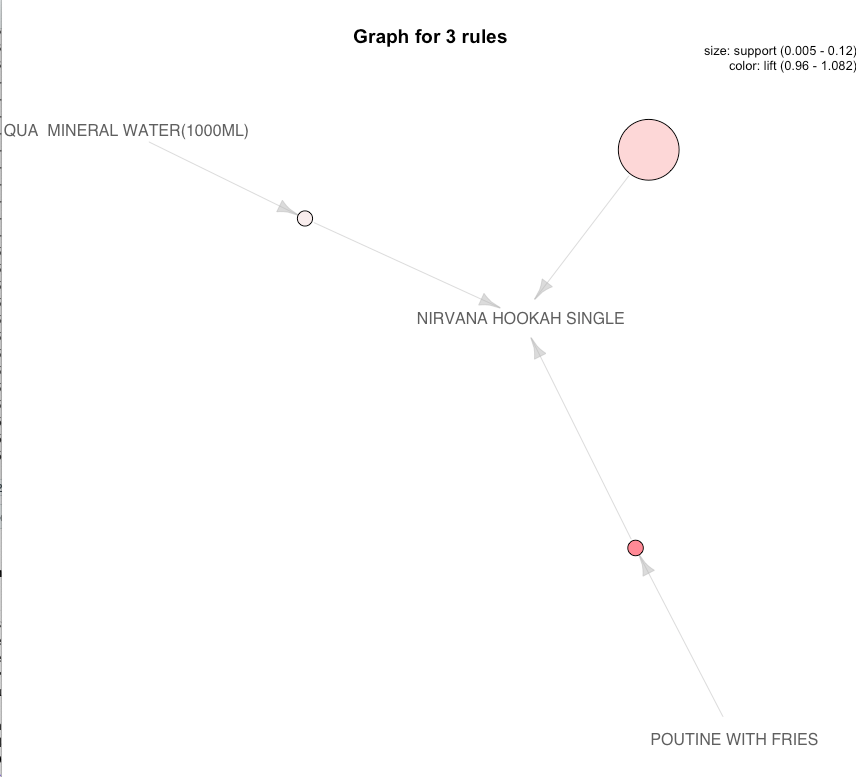 Graph for 3 rules
size: support (0.005 - 0.12)
color: lift (0.96 - 1.082)
QUA  MINERAL WATER(1000ML)
NIRVANA HOOKAH SINGLE
POUTINE WITH FRIES